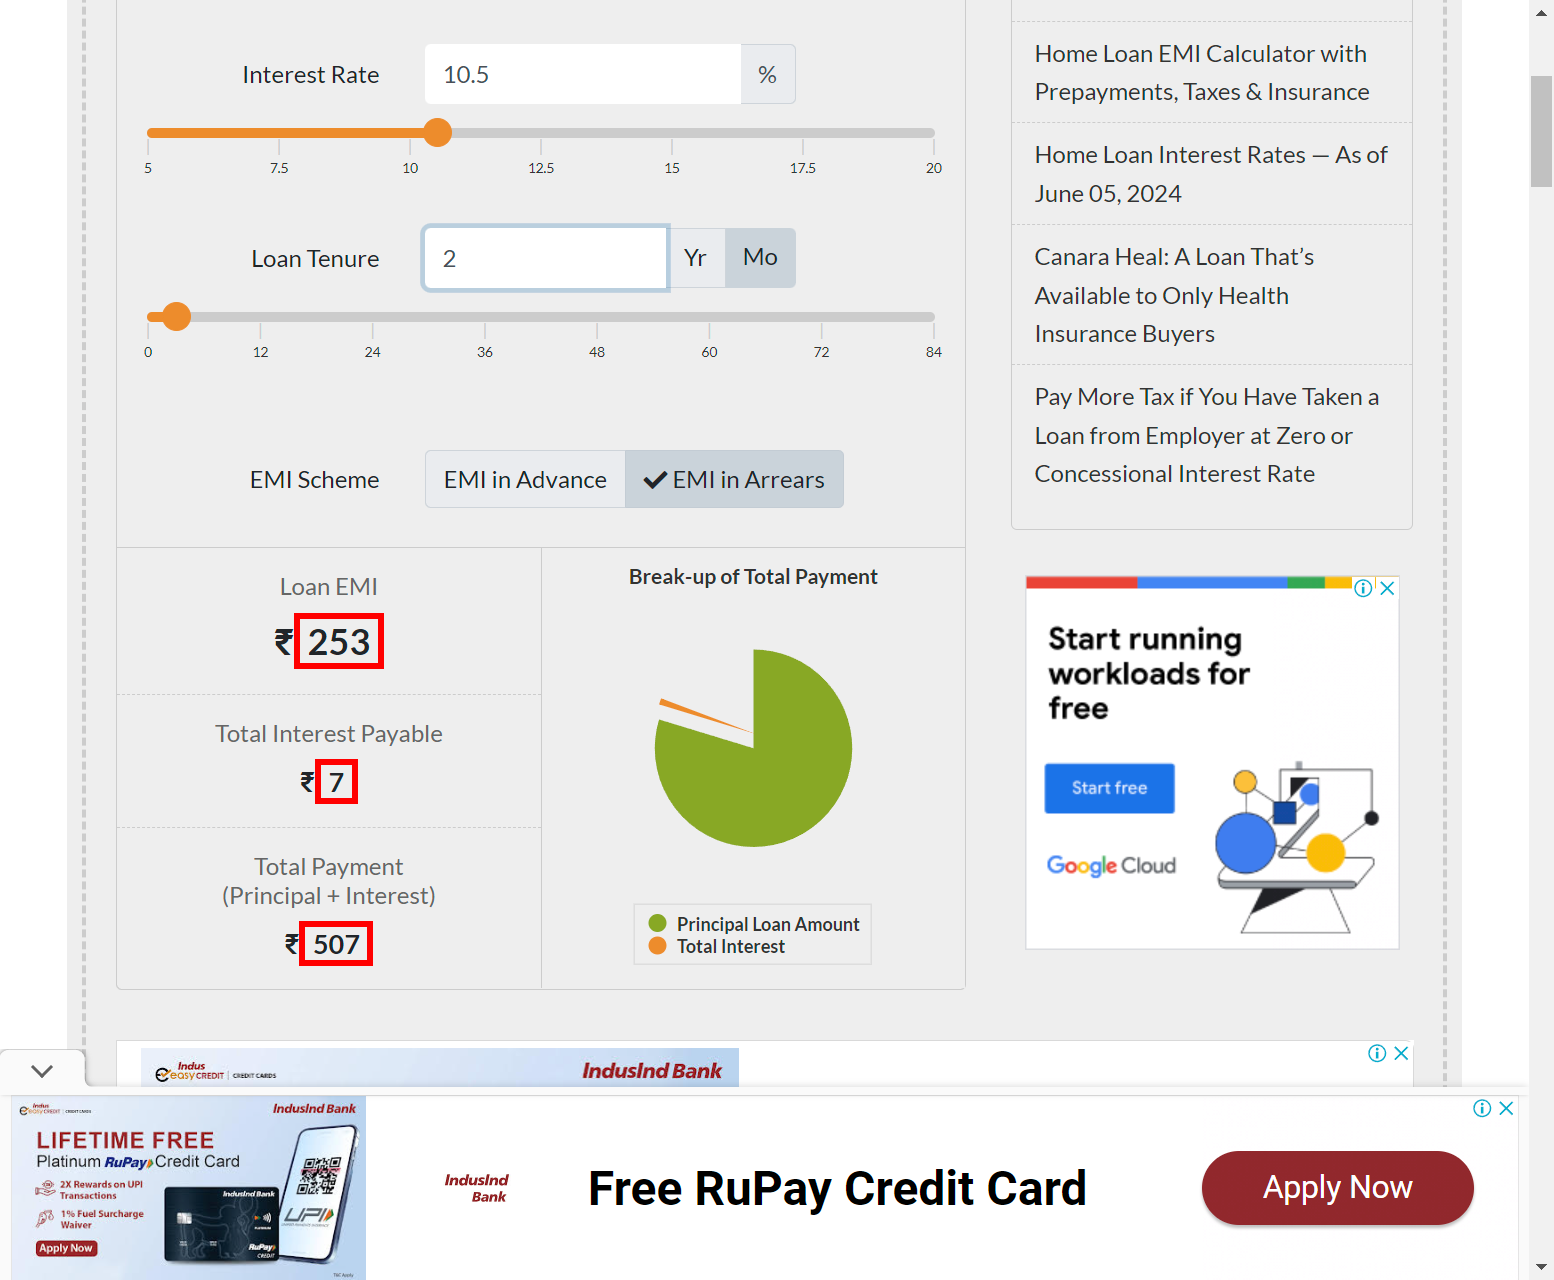 Interest Rate
10.5
%
5
7.5
10
12.5
15
17.5
20
Loan Tenure
2
Yr
Mo
0
12
24
36
48
60
72
84
EMI Scheme
EMI in Advance
EMI in Arrears
Loan EMI
₹ 253
Total Interest Payable
₹ 7
Total Payment
(Principal + Interest)
₹ 507
Break-up of Total Payment
Principal Loan Amount
Total Interest
Home Loan EMI Calculator with
Prepayments, Taxes & Insurance
Home Loan Interest Rates — As of
June 05, 2024
Canara Heal: A Loan That’s
Available to Only Health
Insurance Buyers
Pay More Tax if You Have Taken a
Loan from Employer at Zero or
Concessional Interest Rate
Start running
workloads for
free
Start free
Google Cloud
Indus
easy CREDIT | CREDIT CARDS
IndusInd Bank
Indus
easy CREDIT | CREDIT CARDS
IndusInd Bank
LIFETIME FREE
Platinum RuPay Credit Card
2X Rewards on UPI
Transactions
1% Fuel Surcharge
Waiver
Apply Now
IndusInd Bank
PLATINUM
RuPay
CREDIT
UPI
IndusInd
Bank
Free RuPay Credit Card
Apply Now